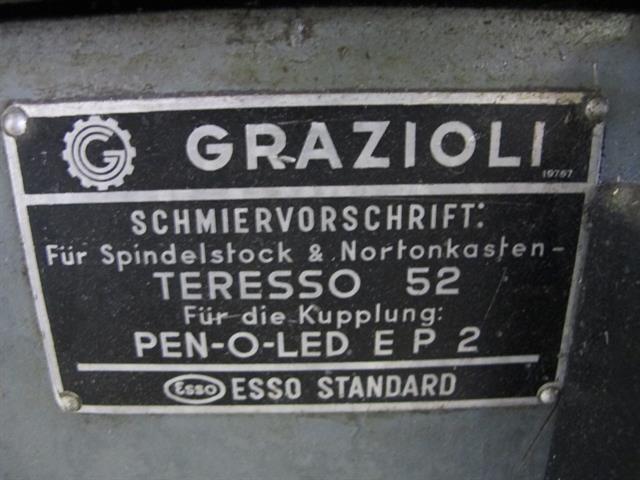 G GRAZIOLI
19767
SCHMIERVORSCHRIFT:
Für Spindelstock & Nortonkasten-
TERESSO 52
Für die Kupplung:
PEN-O-LED E P 2
Esso ESSO STANDARD